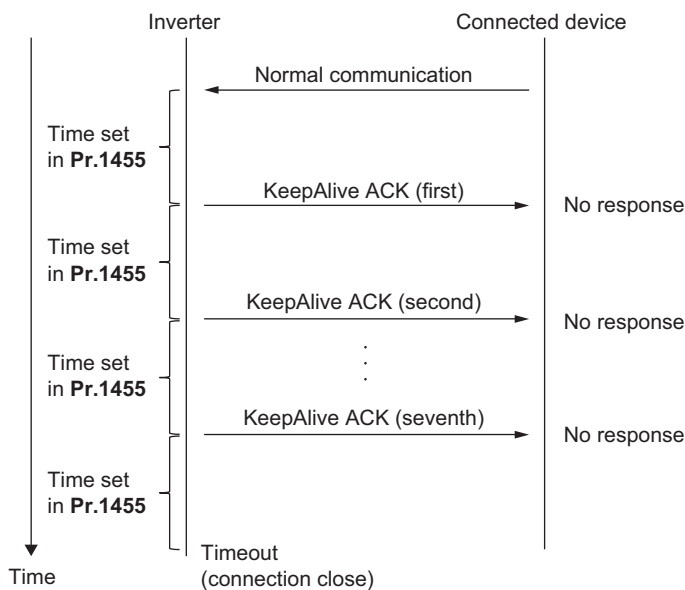 Inverter
Connected device
Normal communication
Time set
in Pr.1455
KeepAlive ACK (first)
No response
Time set
in Pr.1455
KeepAlive ACK (second)
No response
Time set
in Pr.1455
KeepAlive ACK (seventh)
No response
Time set
in Pr.1455
Timeout
(connection close)
Time